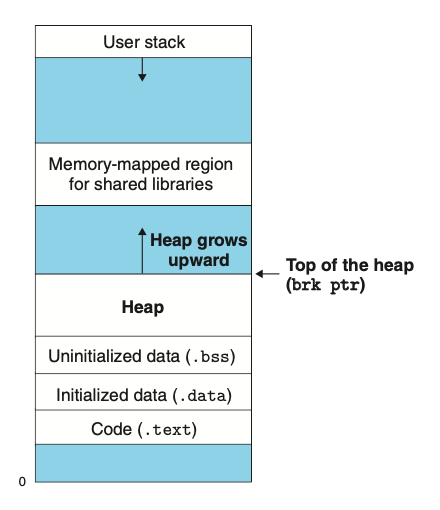 User stack
Memory-mapped region
for shared libraries
Heap grows
upward
Top of the heap
(brk ptr)
Heap
Uninitialized data (.bss)
Initialized data (.data)
Code (.text)
0